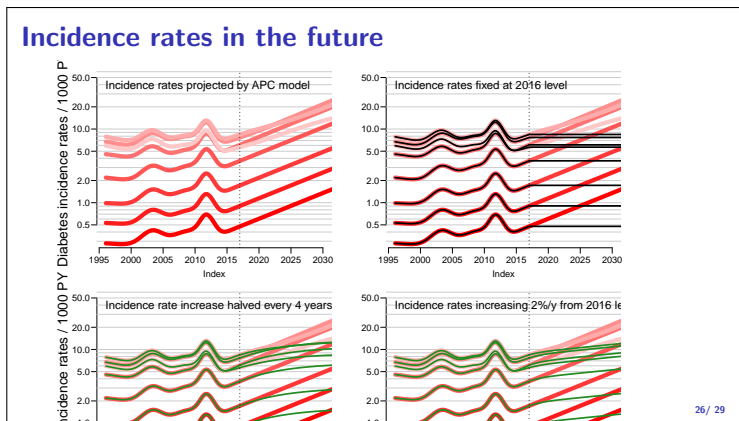 Incidence rates in the future
Diabetes incidence rates / 1000 P
50.0
20.0
10.0
5.0
2.0
1.0
0.5
Incidence rates projected by APC model
1995 2000 2005 2010 2015 2020 2025 2030
Index
50.0
20.0
10.0
5.0
2.0
1.0
0.5
Incidence rates fixed at 2016 level
1995 2000 2005 2010 2015 2020 2025 2030
Index
rates / 1000 PY
50.0
20.0
10.0
5.0
2.0
Incidence rate increase halved every 4 years
50.0
20.0
10.0
5.0
2.0
Incidence rates increasing 2%/y from 2016 le
26/ 29